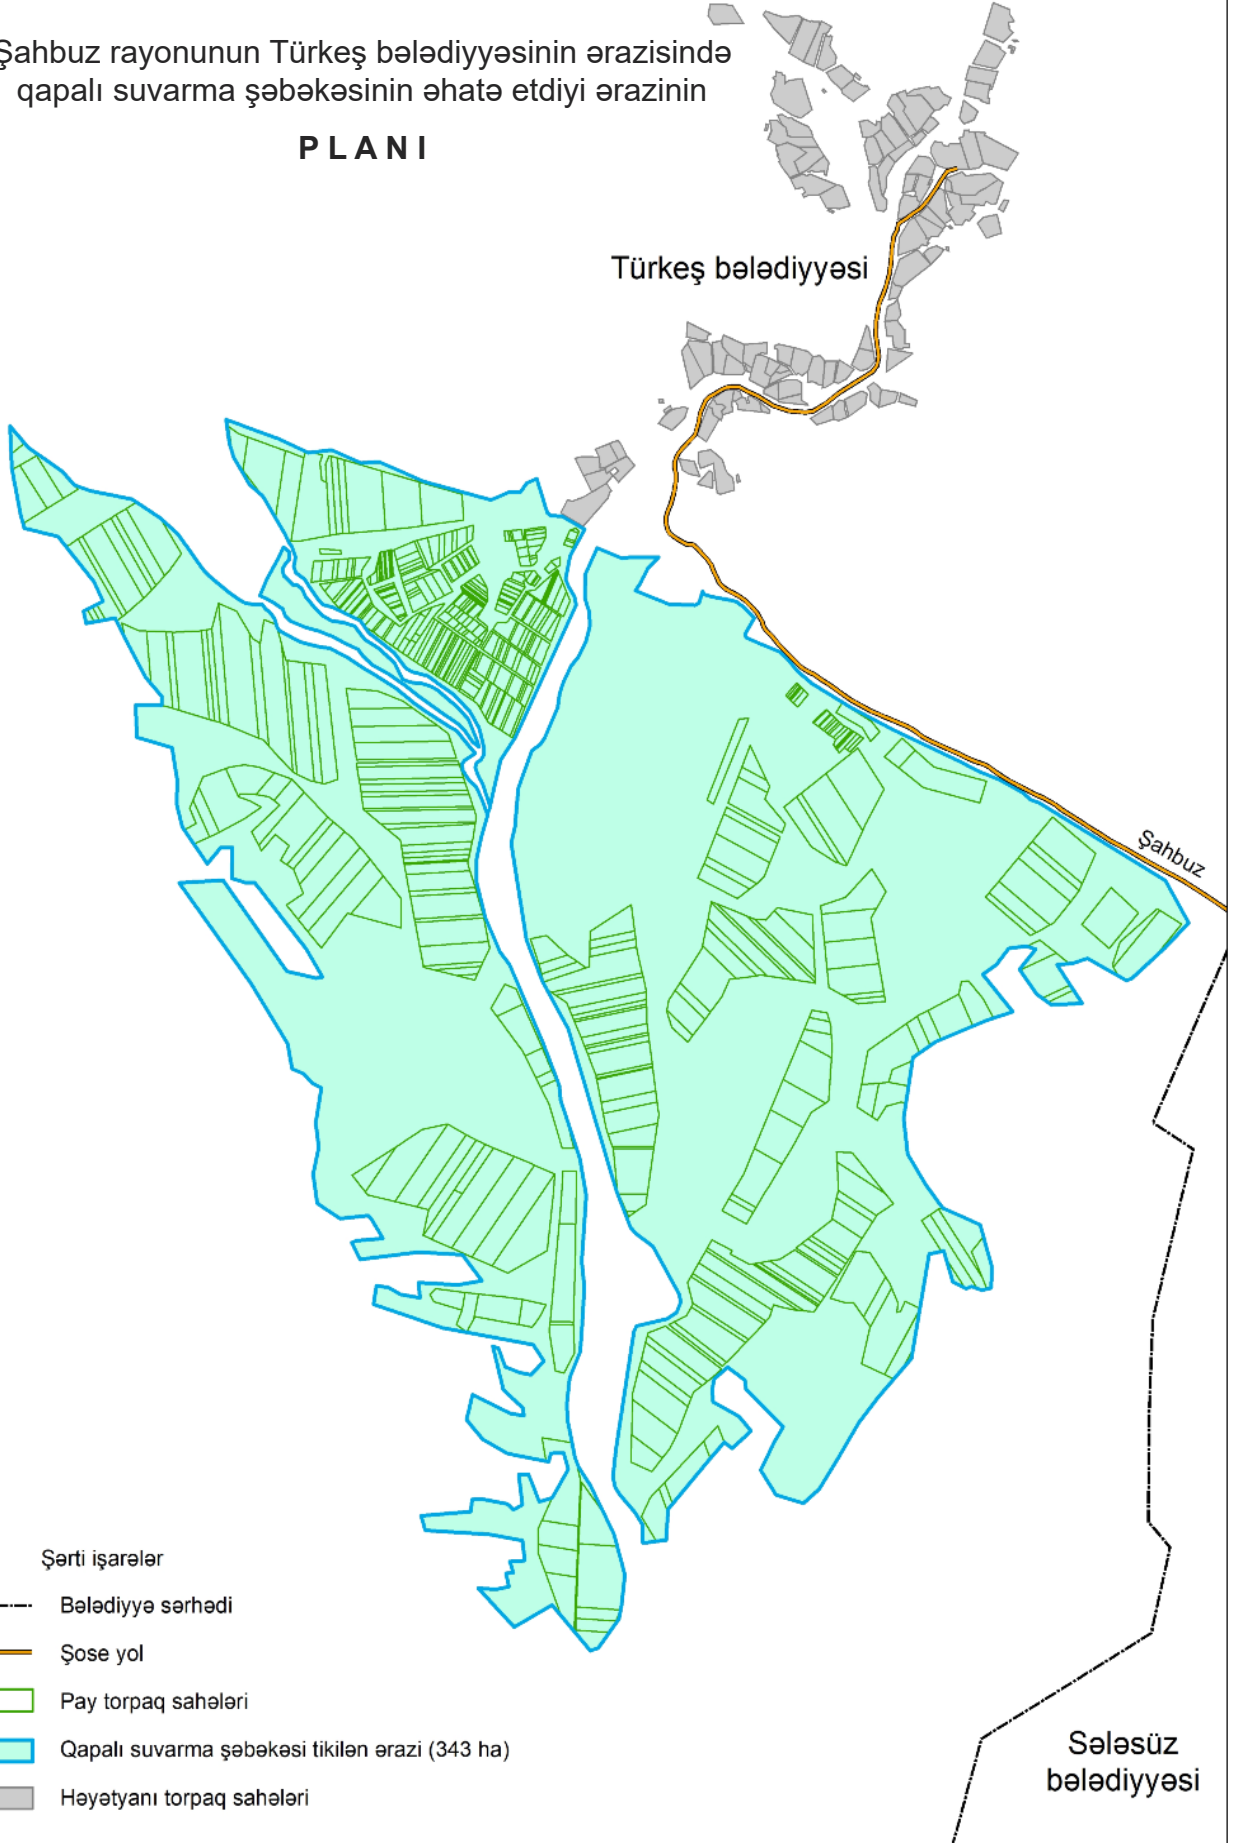 Şahbuz rayonunun Türkeş bələdiyyəsinin ərazisində
qapalı suvarma şəbəkəsinin əhatə etdiyi ərazinin
PLANI
Türkeş bələdiyyəsi
Şahbuz
Şərti işarələr
Bələdiyyə sərhədi
Şose yol
Pay torpaq sahələri
Qapalı suvarma şəbəkəsi tikilən ərazi (343 ha)
Həyətyanı torpaq sahələri
Sələsüz
bələdiyyəsi